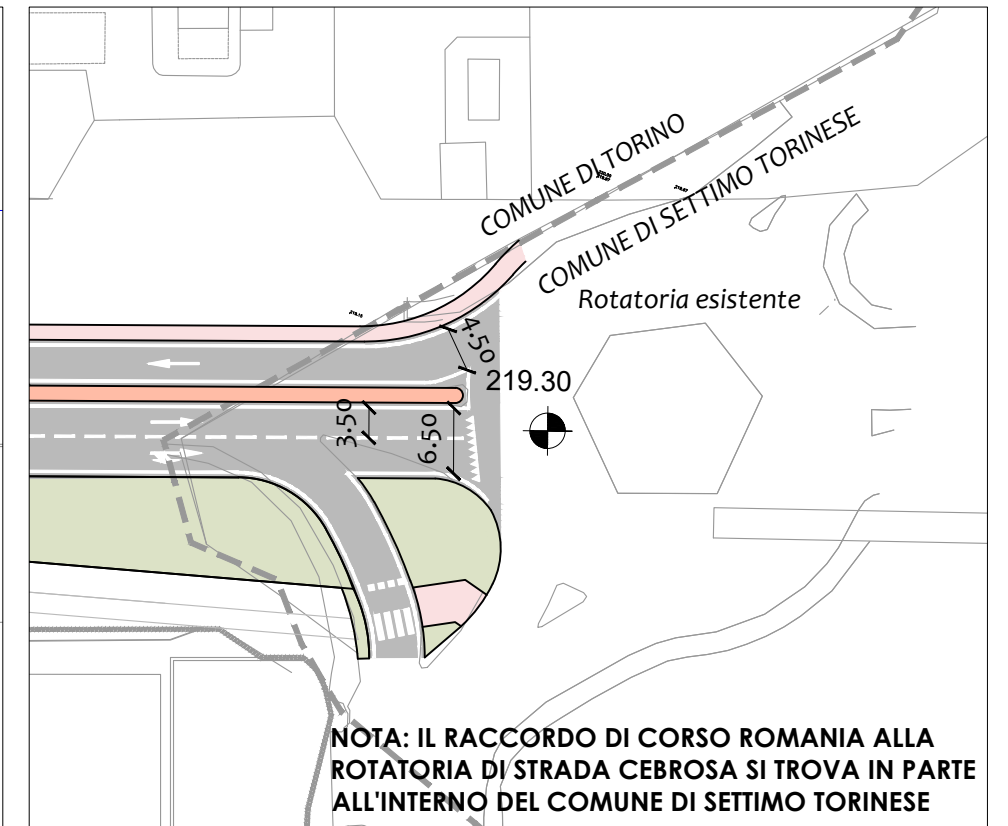 COMUNE DI TORINO
COMUNE DI SETTIMO TORINESE
Rotatoria esistente
4.50
219.30
3.50
6.50
NOTA: IL RACCORDO DI CORSO ROMANIA ALLA
ROTATORIA DI STRADA CEBROSA SI TROVA IN PARTE
ALL'INTERNO DEL COMUNE DI SETTIMO TORINESE